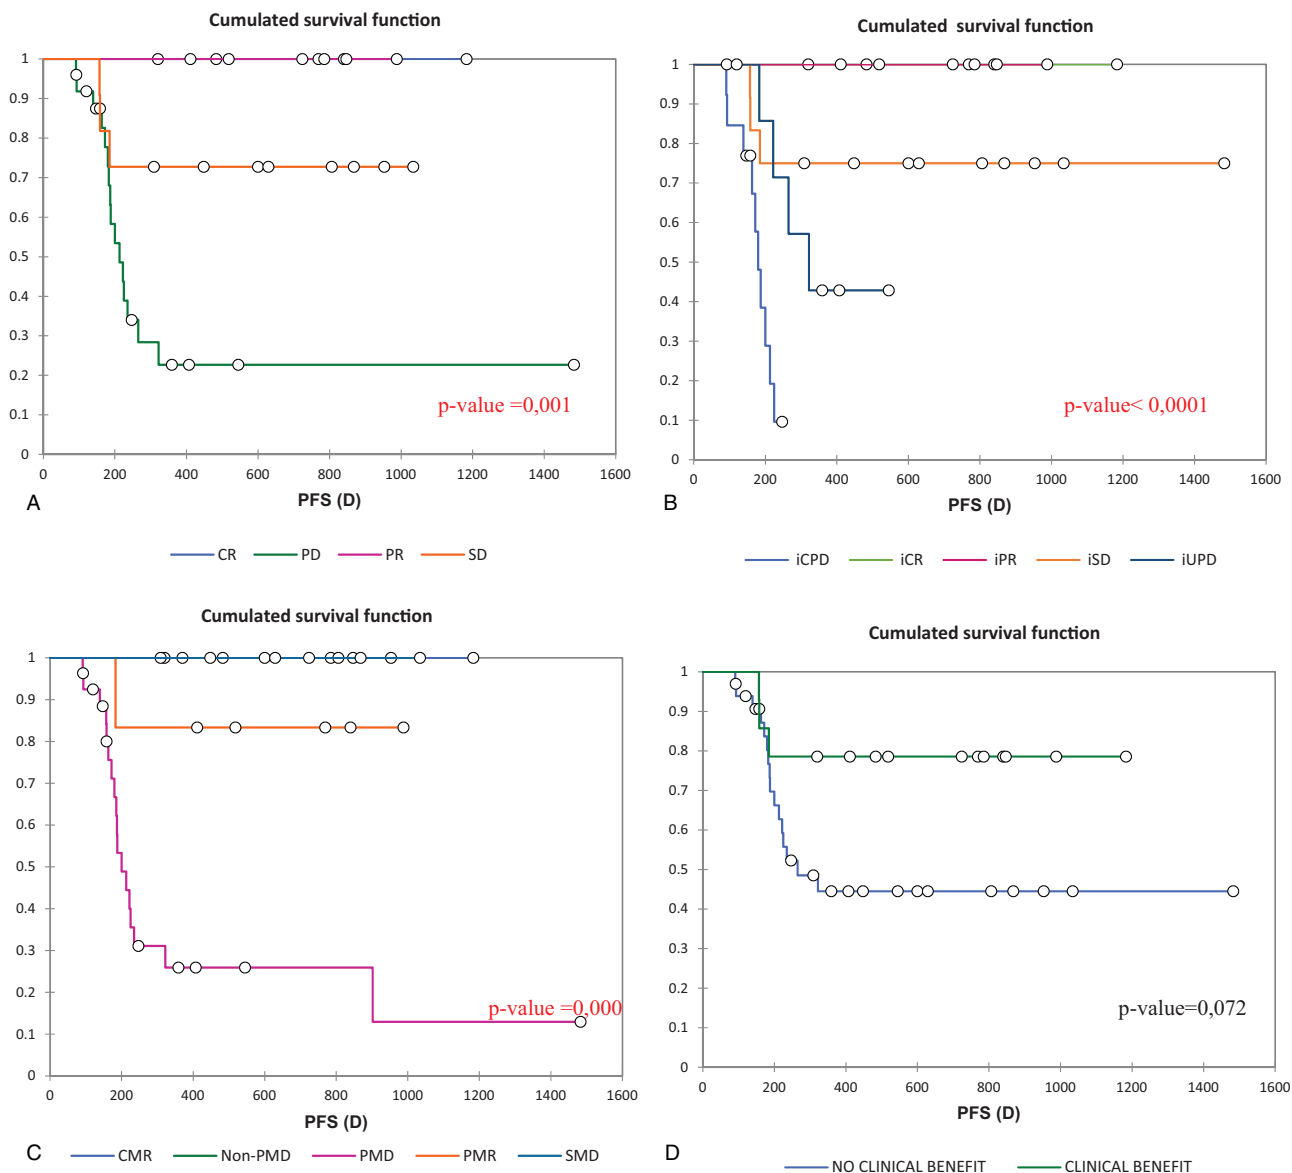 Cumulated survival function
1
0.9
0.8
0.7
0.6
0.5
0.4
0.3
0.2
0.1
0
p-value =0,001
0 200 400 600 800 1000 1200 1400 1600
A
PFS (D)
CR PD PR SD
Cumulated survival function
1
0.9
0.8
0.7
0.6
0.5
0.4
0.3
0.2
0.1
0
p-value< 0,0001
0 200 400 600 800 1000 1200 1400 1600
B
PFS (D)
iCPD iCR iPR iSD iUPD
Cumulated survival function
1
0.9
0.8
0.7
0.6
0.5
0.4
0.3
0.2
0.1
0
p-value =0,000
0 200 400 600 800 1000 1200 1400 1600
PFS (D)
C
CMR Non-PMD PMD PMR SMD
Cumulated survival function
1
0.9
0.8
0.7
0.6
0.5
0.4
0.3
0.2
0.1
0
p-value=0,072
0 200 400 600 800 1000 1200 1400 1600
PFS (D)
D
NO CLINICAL BENEFIT CLINICAL BENEFIT